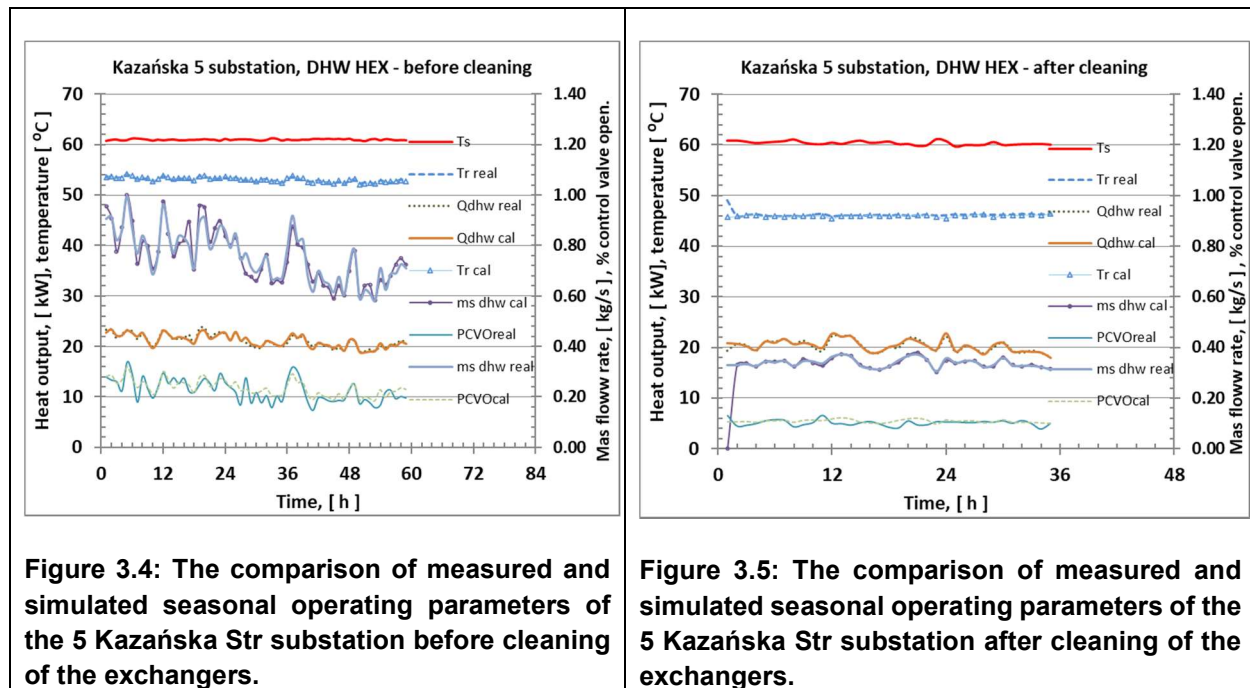 Kazańska 5 substation, DHW HEX - before cleaning
70
60
50
40
30
20
10
0
Heat output, [ kW], temperature [ °C]
1.40
1.20
1.00
0.80
0.60
0.40
0.20
0.00
Mas floww rate, [ kg/s ] , % control valve open.
Ts
Tr real
Qdhw real
Qdhw cal
Tr cal
ms dhw cal
PCVOreal
ms dhw real
PCVOcal
0 12 24 36 48 60 72 84
Time, [ h ]
Figure 3.4: The comparison of measured and
simulated seasonal operating parameters of
the 5 Kazańska Str substation before cleaning
of the exchangers.
Kazańska 5 substation, DHW HEX - after cleaning
70
60
50
40
30
20
10
0
Heat output, [ kW], temperature [ °C]
1.40
1.20
1.00
0.80
0.60
0.40
0.20
0.00
Mas floww rate, [ kg/s ] , % control valve open.
Ts
Tr real
Qdhw real
Qdhw cal
Tr cal
ms dhw cal
PCVOreal
ms dhw real
PCVOcal
0 12 24 36 48
Time, [ h ]
Figure 3.5: The comparison of measured and
simulated seasonal operating parameters of the
5 Kazańska Str substation after cleaning of the
exchangers.